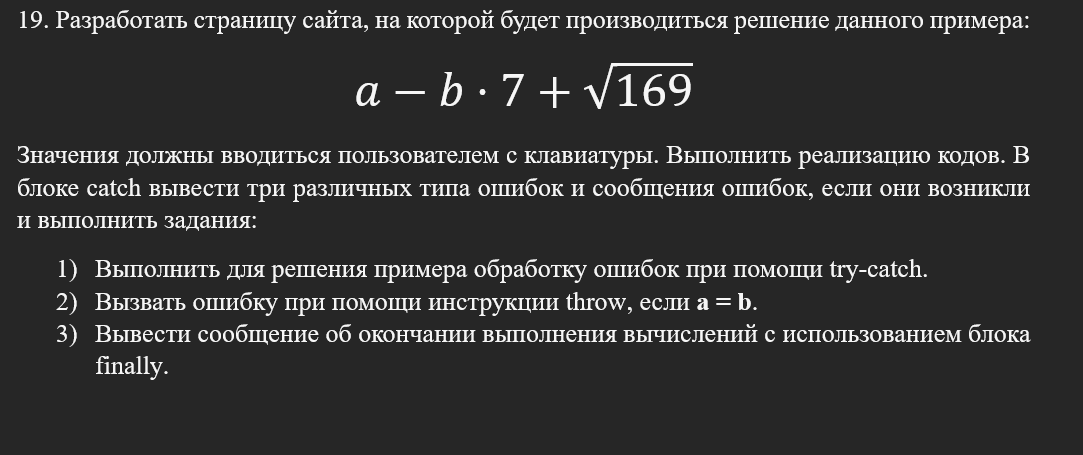 19. Разработать страницу сайта, на которой будет производиться решение данного примера:
a − b · 7 + √169
Значения должны вводиться пользователем с клавиатуры. Выполнить реализацию кодов. В
блоке catch вывести три различных типа ошибок и сообщения ошибок, если они возникли
и выполнить задания:
1) Выполнить для решения примера обработку ошибок при помощи try-catch.
2) Вызвать ошибку при помощи инструкции throw, если a = b.
3) Вывести сообщение об окончании выполнения вычислений с использованием блока
finally.